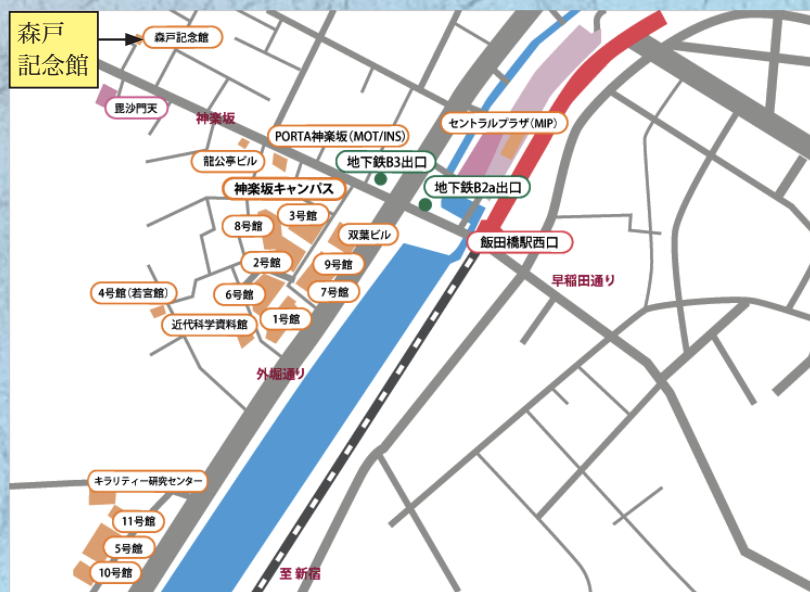 森戸
記念館
森戸記念館
毘沙門天
神楽坂
PORTA神楽坂(MOT/INS)
セントラルプラザ(MIP)
龍公亭ビル
地下鉄B3出口
神楽坂キャンパス
地下鉄B2a出口
3号館
8号館
双葉ビル
飯田橋駅西口
2号館
9号館
早稲田通り
4号館(若宮館)
6号館
7号館
近代科学資料館
1号館
外堀通り
キラリティー研究センター
11号館
5号館
10号館
至 新宿